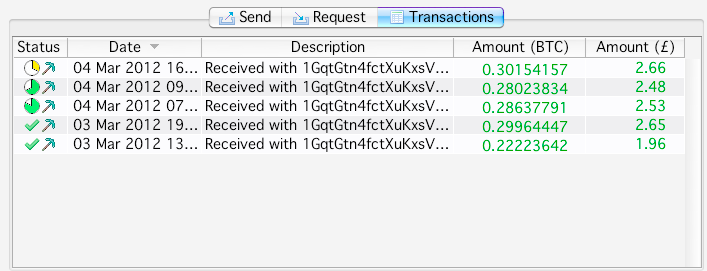 Send Request Transactions
Status Date Description Amount (BTC) Amount (£)
04 Mar 2012 16... Received with 1GqtGtn4fctXuKxsV... 0.30154157 2.66
04 Mar 2012 09... Received with 1GqtGtn4fctXuKxsV... 0.28023834 2.48
04 Mar 2012 07... Received with 1GqtGtn4fctXuKxsV... 0.28637791 2.53
03 Mar 2012 19... Received with 1GqtGtn4fctXuKxsV... 0.29964447 2.65
03 Mar 2012 13... Received with 1GqtGtn4fctXuKxsV... 0.22223642 1.96